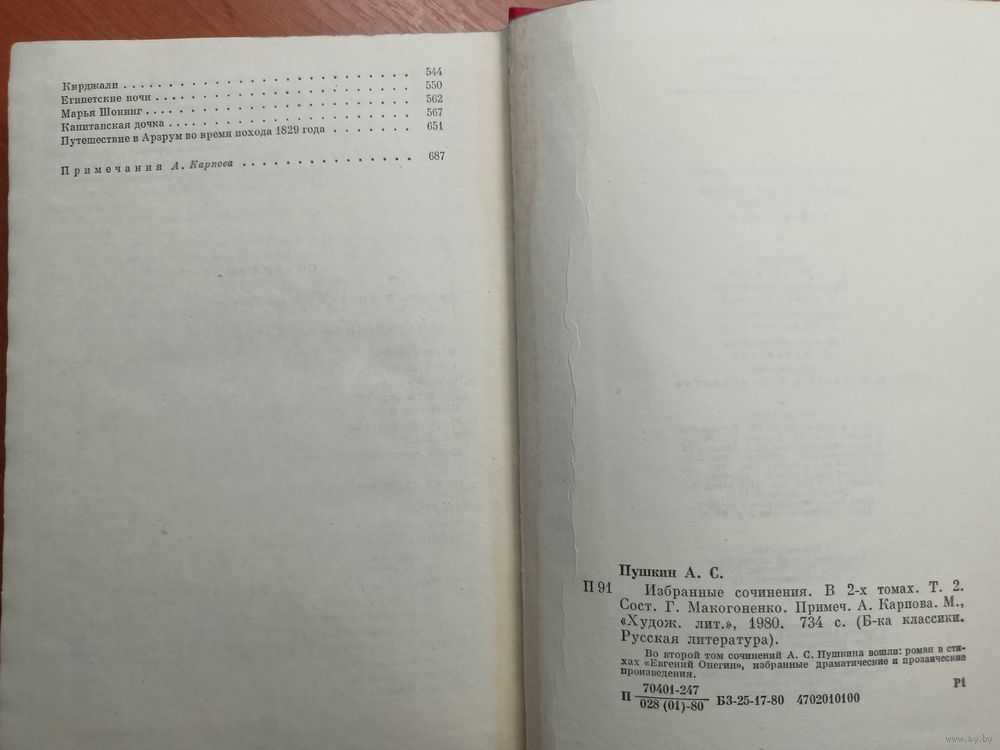 Кирджали . . . . . . . . . . . . . . . . . . . . . . 544
Египетские ночи . . . . . . . . . . . . . . . . . . . 550
Марья Шонинг . . . . . . . . . . . . . . . . . . . . 562
Капитанская дочка . . . . . . . . . . . . . . . . . . 567
Путешествие в Арзрум во время похода 1829 года . . . . . . . 651
Примечания А. Карпова . . . . . . . . . . . . . . . 687
Пушкин А. С.
П 91 Избранные сочинения. В 2-х томах. Т. 2.
Сост. Г. Макогоненко. Примеч. А. Карпова. М.,
«Худож. лит.», 1980. 734 с. (Б-ка классики.
Русская литература).
Во второй том сочинений А. С. Пушкина вошли: роман в сти-
хах «Евгений Онегин», избранные драматические и прозаические
произведения.
П 70401-247 БЗ-25-17-80 4702010100 Р1
028 (01)-80
www.ay.by